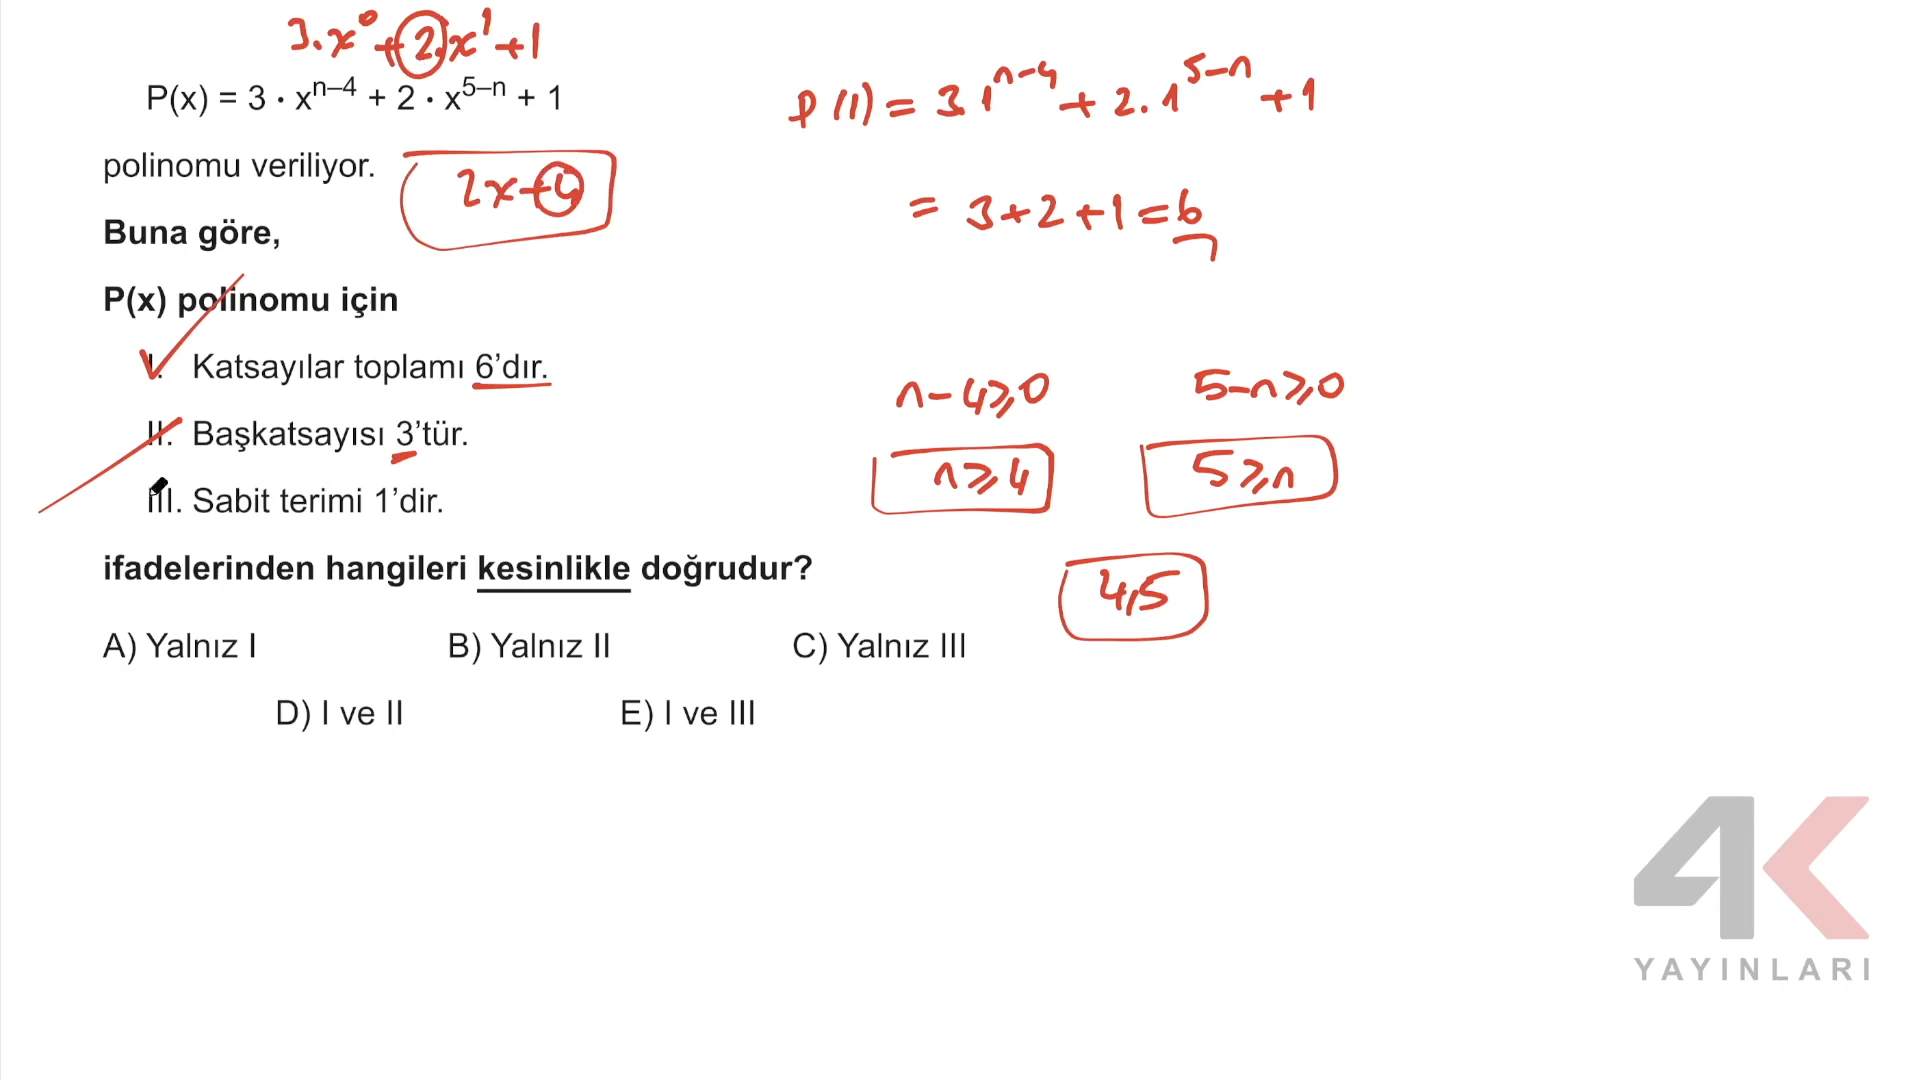 3.x⁰+2.x¹+1
P(x) = 3 · xⁿ⁻⁴ + 2 · x⁵⁻ⁿ + 1
polinomu veriliyor.
2x+4
Buna göre,
P(x) polinomu için
I. Katsayılar toplamı 6’dır.
II. Başkatsayısı 3’tür.
III. Sabit terimi 1’dir.
ifadelerinden hangileri kesinlikle doğrudur?
A) Yalnız I B) Yalnız II C) Yalnız III
D) I ve II E) I ve III
P(1) = 3.1ⁿ⁻⁴ + 2.1⁵⁻ⁿ + 1
= 3+2+1=6
n-4⩾0 5-n⩾0
n⩾4 5⩾n
4,5
4K
YAYINLARI